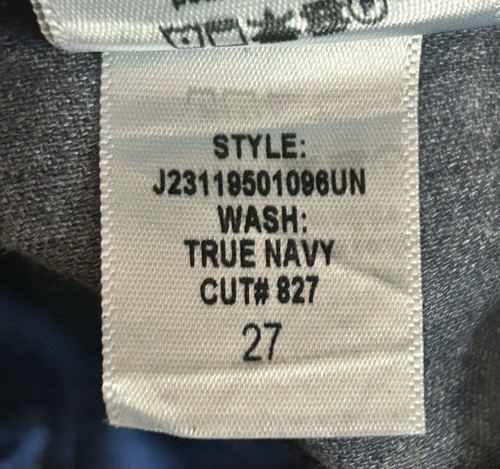 STYLE:
J23119501096UN
WASH:
TRUE NAVY
CUT# 827
27